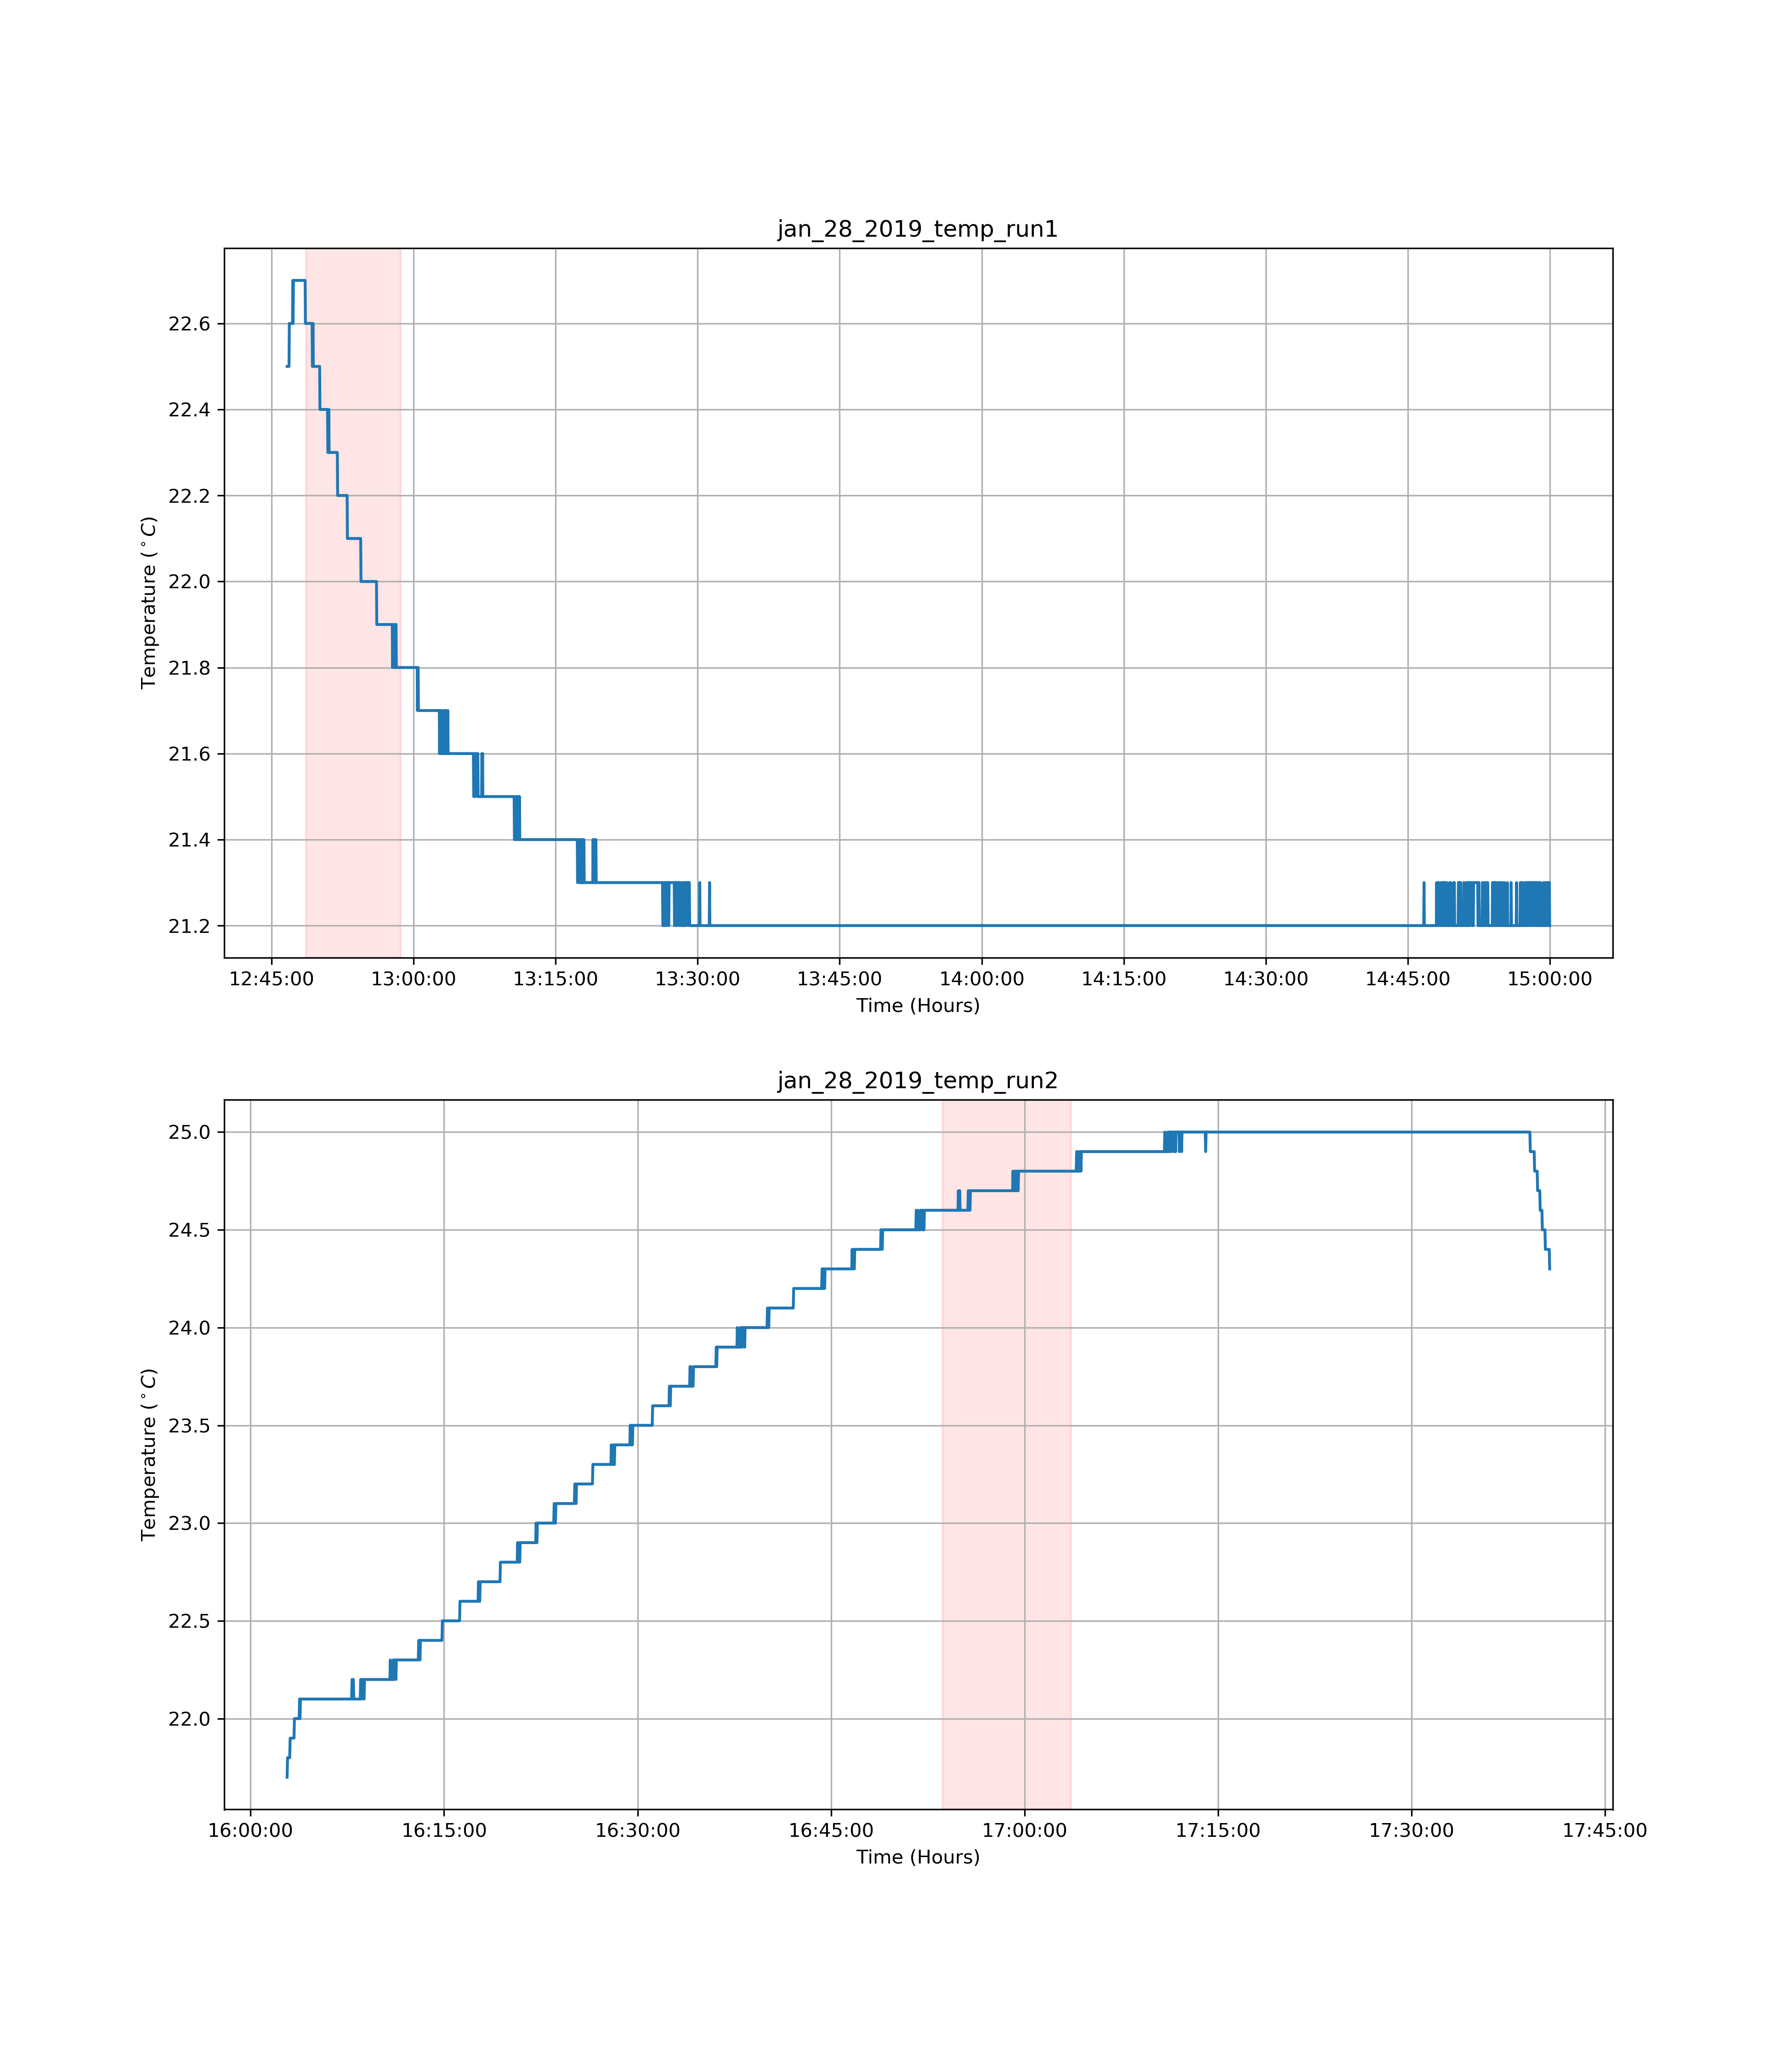 jan_28_2019_temp_run1
Temperature (°C)
22.6
22.4
22.2
22.0
21.8
21.6
21.4
21.2
12:45:00 13:00:00 13:15:00 13:30:00 13:45:00 14:00:00 14:15:00 14:30:00 14:45:00 15:00:00
Time (Hours)
jan_28_2019_temp_run2
Temperature (°C)
25.0
24.5
24.0
23.5
23.0
22.5
22.0
16:00:00 16:15:00 16:30:00 16:45:00 17:00:00 17:15:00 17:30:00 17:45:00
Time (Hours)